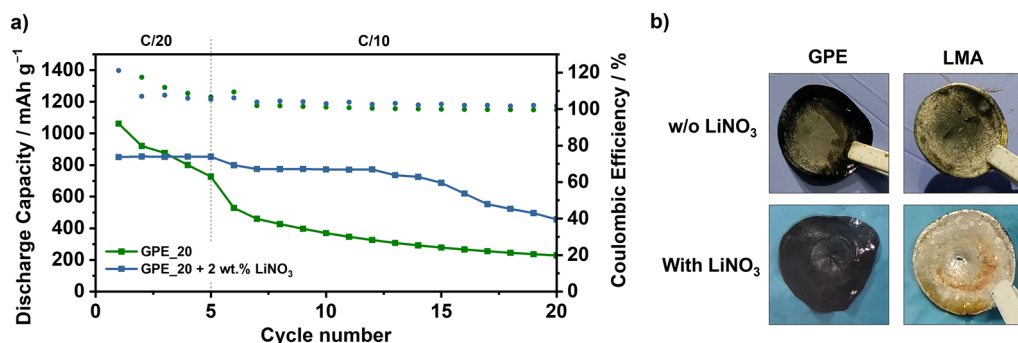 a)
C/20
C/10
Discharge Capacity / mAh g⁻¹
1400
1200
1000
800
600
400
200
0
GPE_20
GPE_20 + 2 wt.% LiNO₃
0
5
10
15
20
Cycle number
120
100
80
60
40
20
0
Coulombic Efficiency / %
b)
GPE
LMA
w/o LiNO₃
With LiNO₃